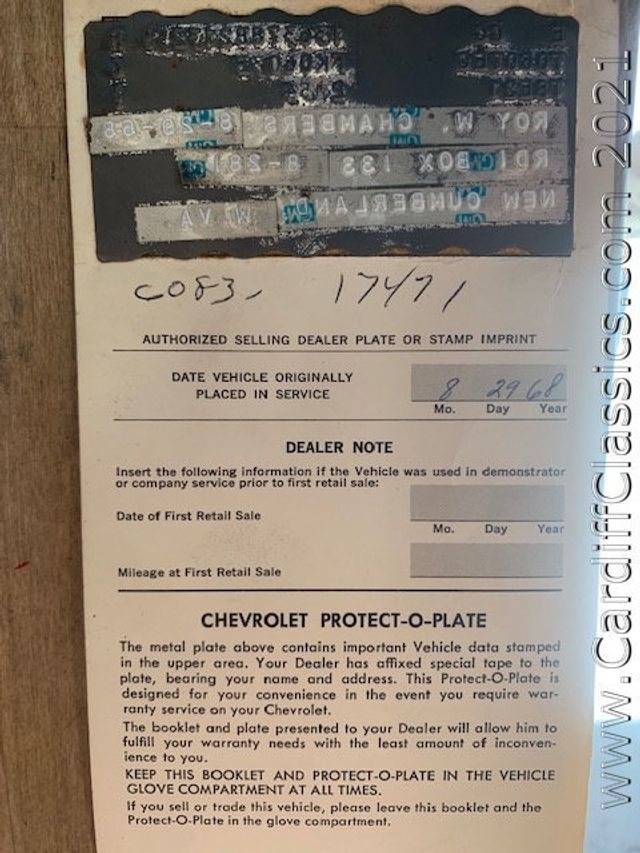 ROY W. CHAMBERS 8-29-68
RD1 BOX 133
NEW CUMBERLAND W. VA
C083, 17471
AUTHORIZED SELLING DEALER PLATE OR STAMP IMPRINT
DATE VEHICLE ORIGINALLY
PLACED IN SERVICE
8 29 68
Mo. Day Year
DEALER NOTE
Insert the following information if the Vehicle was used in demonstrator
or company service prior to first retail sale:
Date of First Retail Sale
Mo. Day Year
Mileage at First Retail Sale
CHEVROLET PROTECT-O-PLATE
The metal plate above contains important Vehicle data stamped
in the upper area. Your Dealer has affixed special tape to the
plate, bearing your name and address. This Protect-O-Plate is
designed for your convenience in the event you require war-
ranty service on your Chevrolet.
The booklet and plate presented to your Dealer will allow him to
fulfill your warranty needs with the least amount of inconven-
ience to you.
KEEP THIS BOOKLET AND PROTECT-O-PLATE IN THE VEHICLE
GLOVE COMPARTMENT AT ALL TIMES.
If you sell or trade this vehicle, please leave this booklet and the
Protect-O-Plate in the glove compartment.
www.CardiffClassics.com 2021